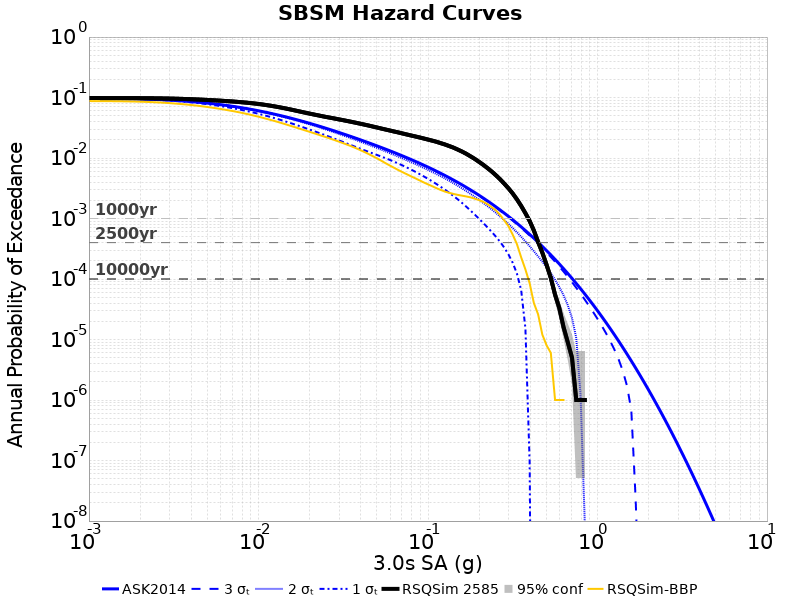 SBSM Hazard Curves
Annual Probability of Exceedance
10^0
10^-1
10^-2
10^-3
10^-4
10^-5
10^-6
10^-7
10^-8
1000yr
2500yr
10000yr
10^-3 10^-2 10^-1 10^0 10^1
3.0s SA (g)
ASK2014 3 σₜ 2 σₜ 1 σₜ RSQSim 2585 95% conf RSQSim-BBP